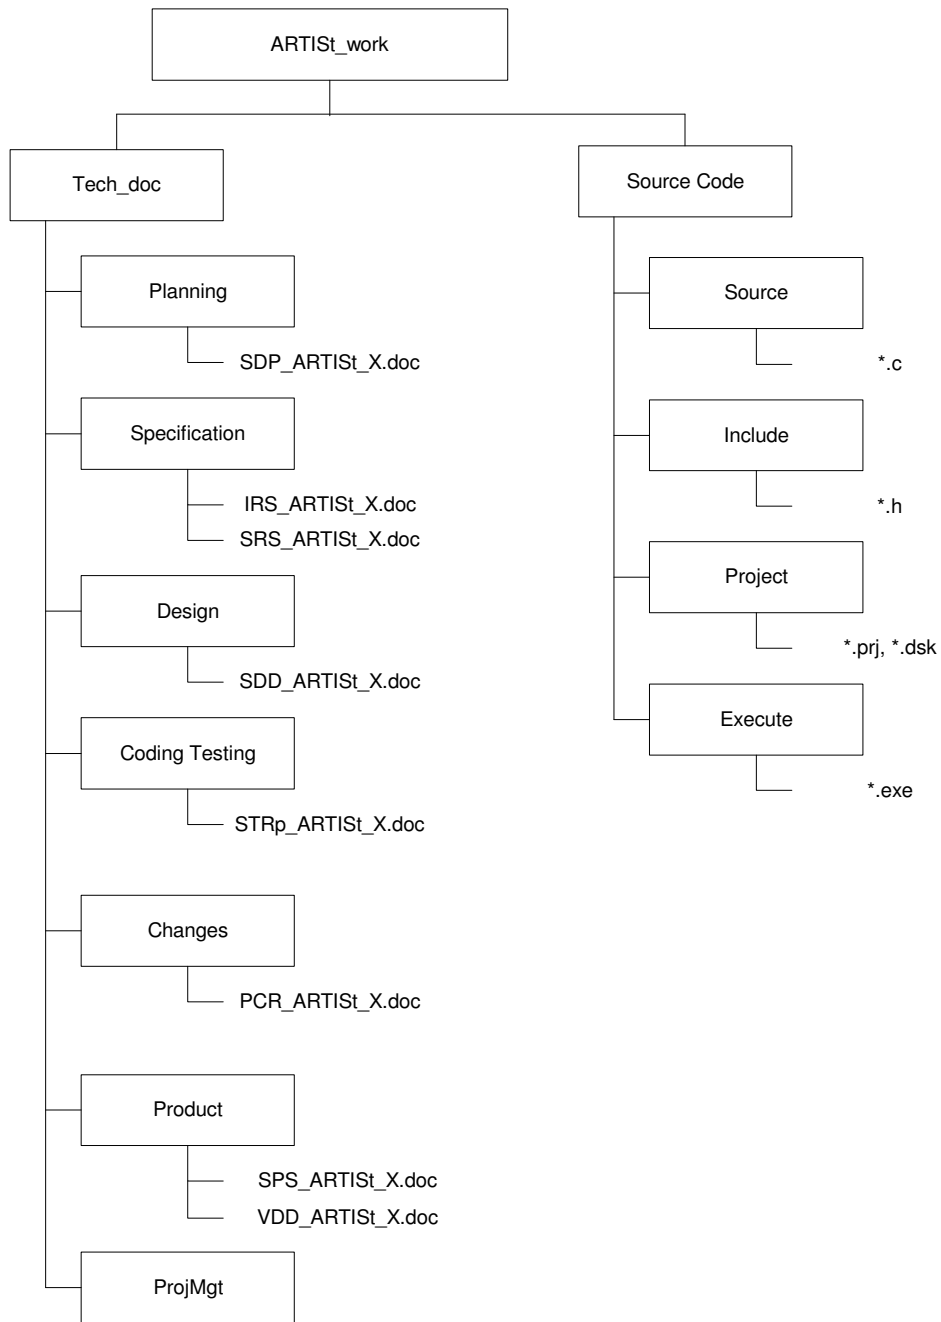 ARTISt_work
Tech_doc
Planning
SDP_ARTISt_X.doc
Specification
IRS_ARTISt_X.doc
SRS_ARTISt_X.doc
Design
SDD_ARTISt_X.doc
Coding Testing
STRp_ARTISt_X.doc
Changes
PCR_ARTISt_X.doc
Product
SPS_ARTISt_X.doc
VDD_ARTISt_X.doc
ProjMgt
Source Code
Source
*.c
Include
*.h
Project
*.prj, *.dsk
Execute
*.exe